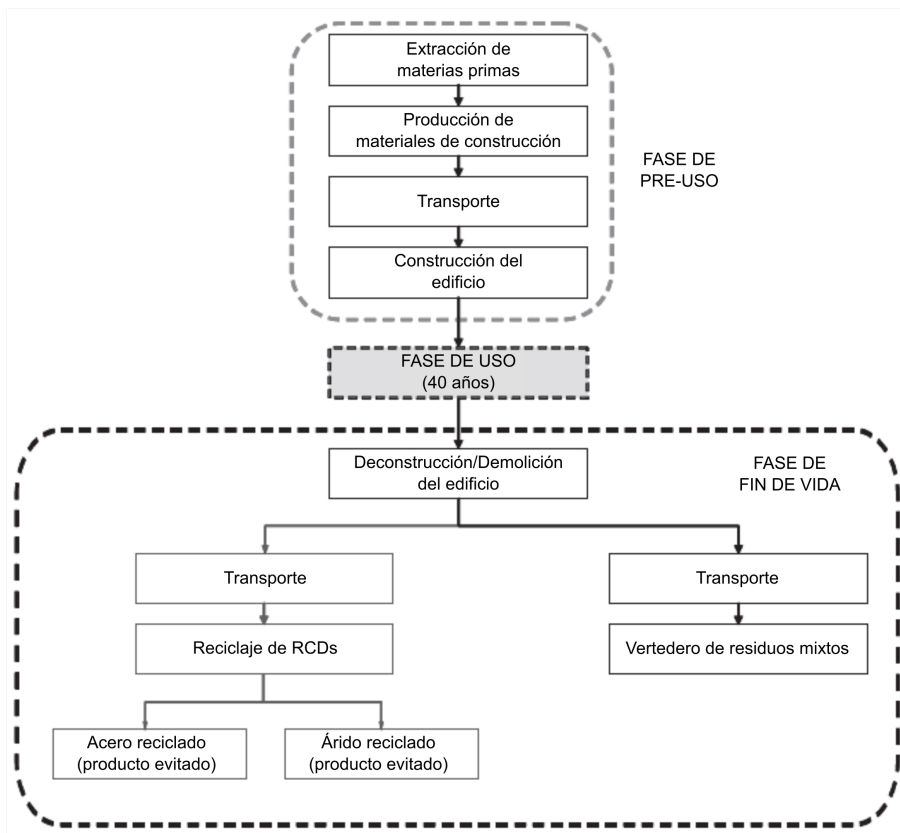 Extracción de
materias primas
Producción de
materiales de construcción
FASE DE
PRE-USO
Transporte
Construcción del
edificio
FASE DE USO
(40 años)
Deconstrucción/Demolición
del edificio
FASE DE
FIN DE VIDA
Transporte
Transporte
Reciclaje de RCDs
Vertedero de residuos mixtos
Acero reciclado
(producto evitado)
Árido reciclado
(producto evitado)